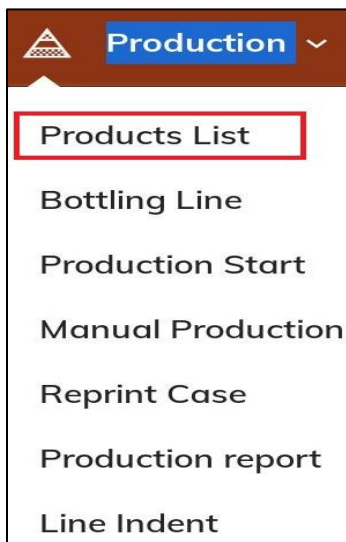 Production
Products List
Bottling Line
Production Start
Manual Production
Reprint Case
Production report
Line Indent